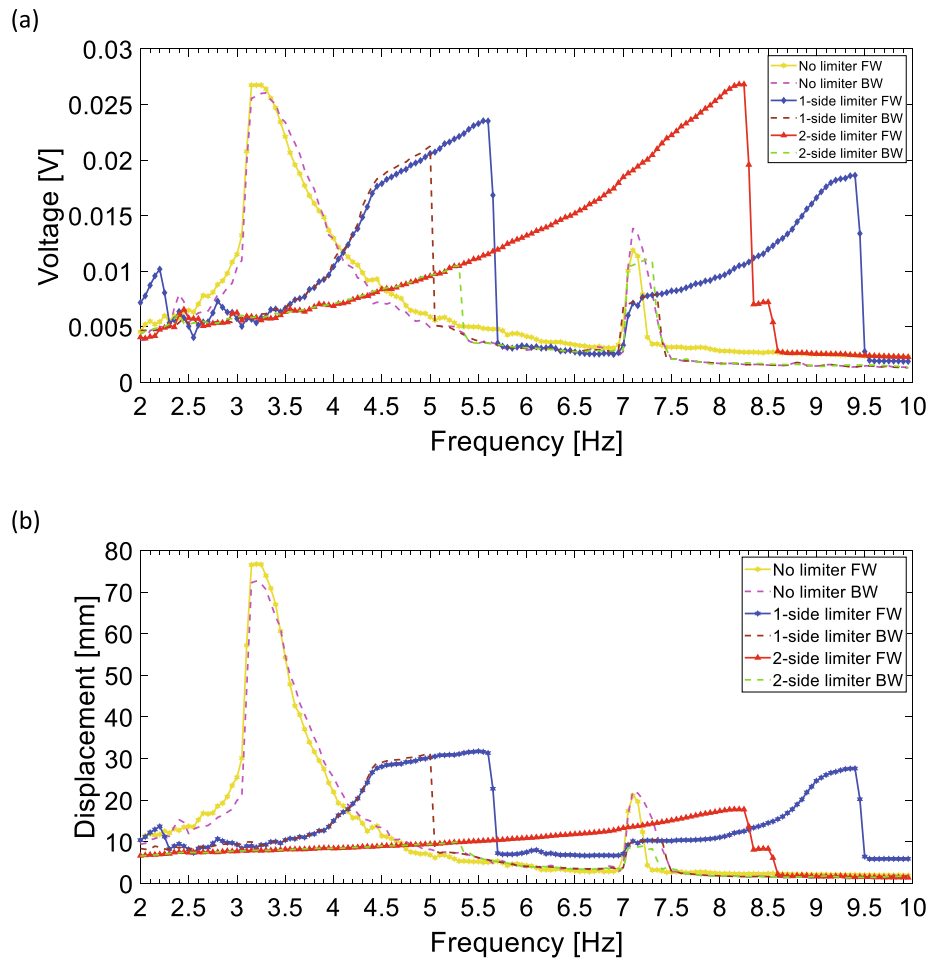 (a)
0.03
0.025
0.02
0.015
0.01
0.005
0
Voltage [V]
No limiter FW
No limiter BW
1-side limiter FW
1-side limiter BW
2-side limiter FW
2-side limiter BW
2 2.5 3 3.5 4 4.5 5 5.5 6 6.5 7 7.5 8 8.5 9 9.5 10
Frequency [Hz]
(b)
80
70
60
50
40
30
20
10
0
Displacement [mm]
No limiter FW
No limiter BW
1-side limiter FW
1-side limiter BW
2-side limiter FW
2-side limiter BW
2 2.5 3 3.5 4 4.5 5 5.5 6 6.5 7 7.5 8 8.5 9 9.5 10
Frequency [Hz]